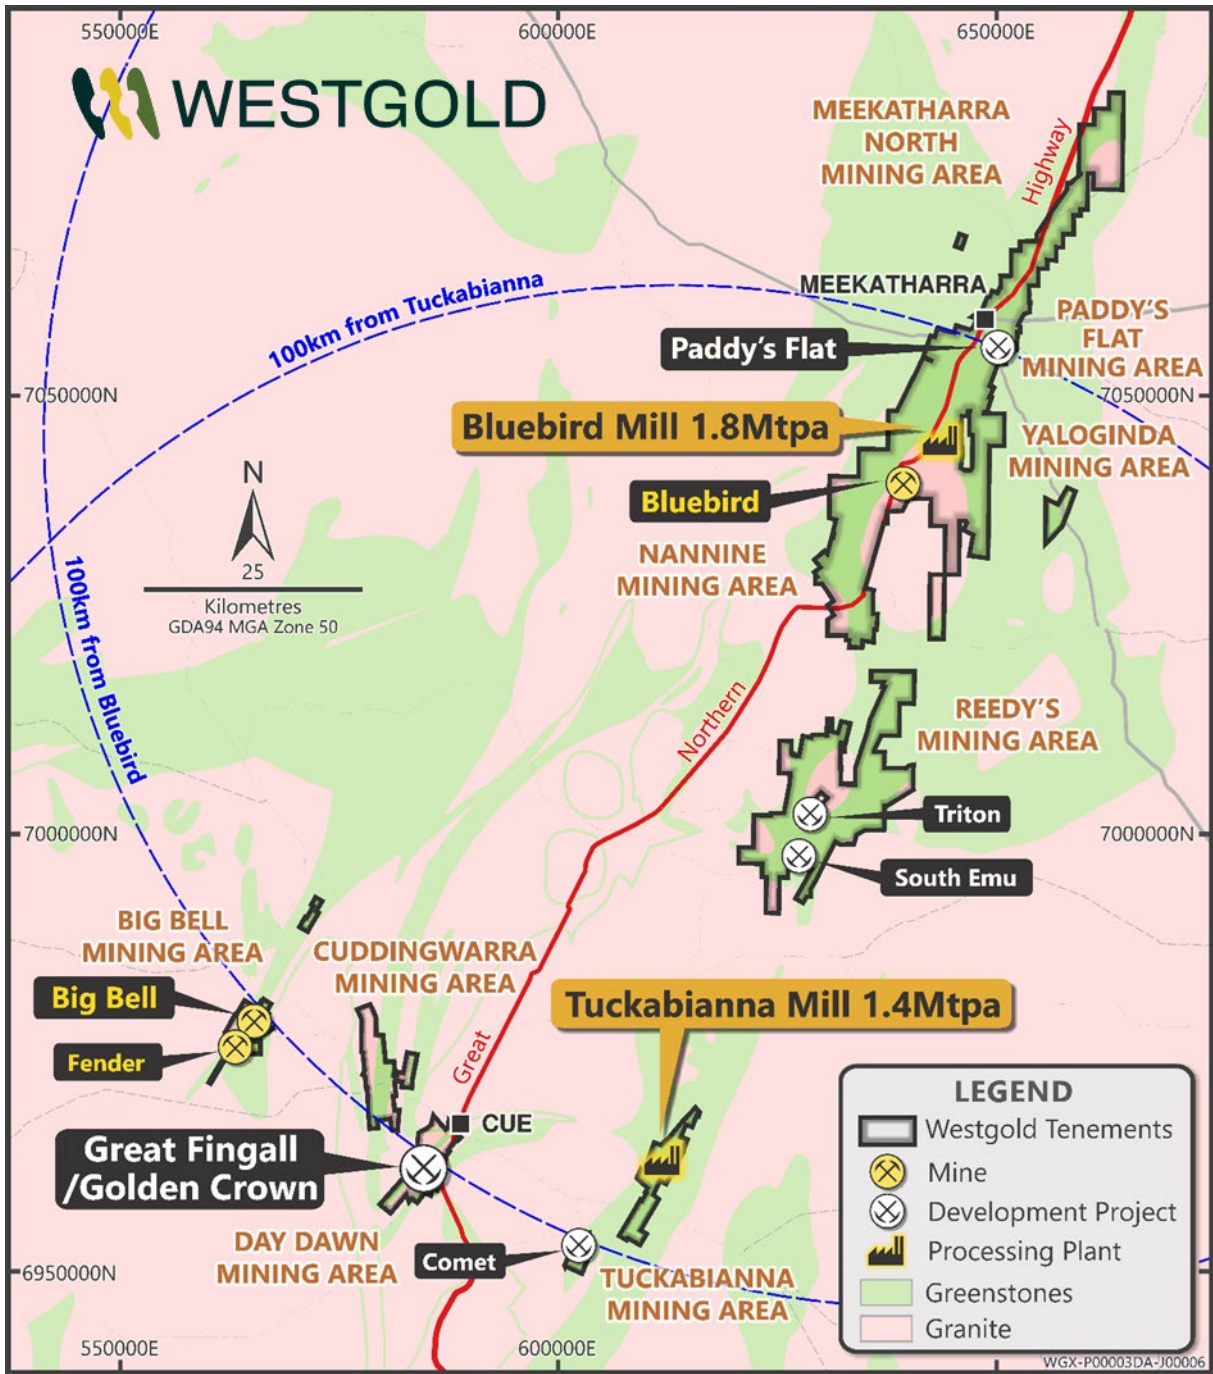 550000E
600000E
650000E
WESTGOLD
MEEKATHARRA
NORTH
MINING AREA
Highway
MEEKATHARRA
100km from Tuckabianna
PADDY'S
FLAT
MINING AREA
Paddy's Flat
7050000N
7050000N
Bluebird Mill 1.8Mtpa
YALOGINDA
MINING AREA
N
25
Kilometres
GDA94 MGA Zone 50
Bluebird
NANNINE
MINING AREA
100km from Bluebird
Northern
REEDY'S
MINING AREA
Triton
7000000N
7000000N
South Emu
BIG BELL
MINING AREA
CUDDINGWARRA
MINING AREA
Big Bell
Fender
Tuckabianna Mill 1.4Mtpa
Great
CUE
Great Fingall
/Golden Crown
DAY DAWN
MINING AREA
Comet
TUCKABIANNA
MINING AREA
6950000N
LEGEND
Westgold Tenements
Mine
Development Project
Processing Plant
Greenstones
Granite
550000E
600000E
WGX-P00003DA-J00006